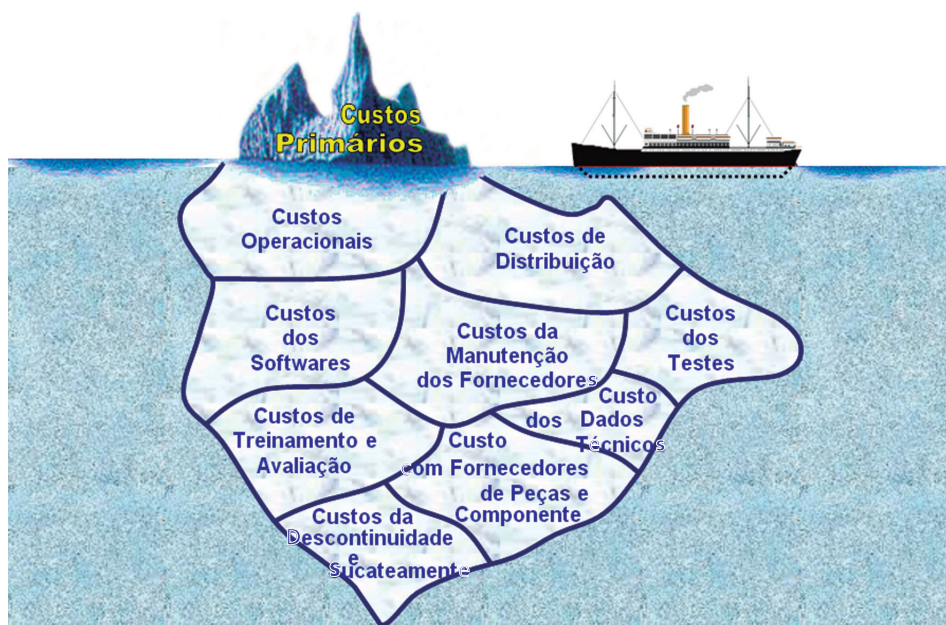 Custos
Primários
Custos
Operacionais
Custos de
Distribuição
Custos
dos
Softwares
Custos da
Manutenção
dos Fornecedores
Custos
dos
Testes
Custos de
Treinamento e
Avaliação
Custo
dos Dados
Técnicos
Custo
com Fornecedores
de Peças e
Componente
Custos da
Descontinuidade
e
Sucateamente